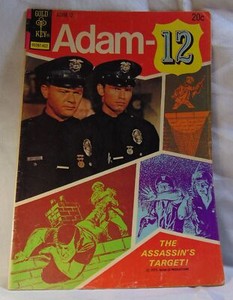 GOLD
KEY
Adam-12
20¢
THE
ASSASSIN'S
TARGET!